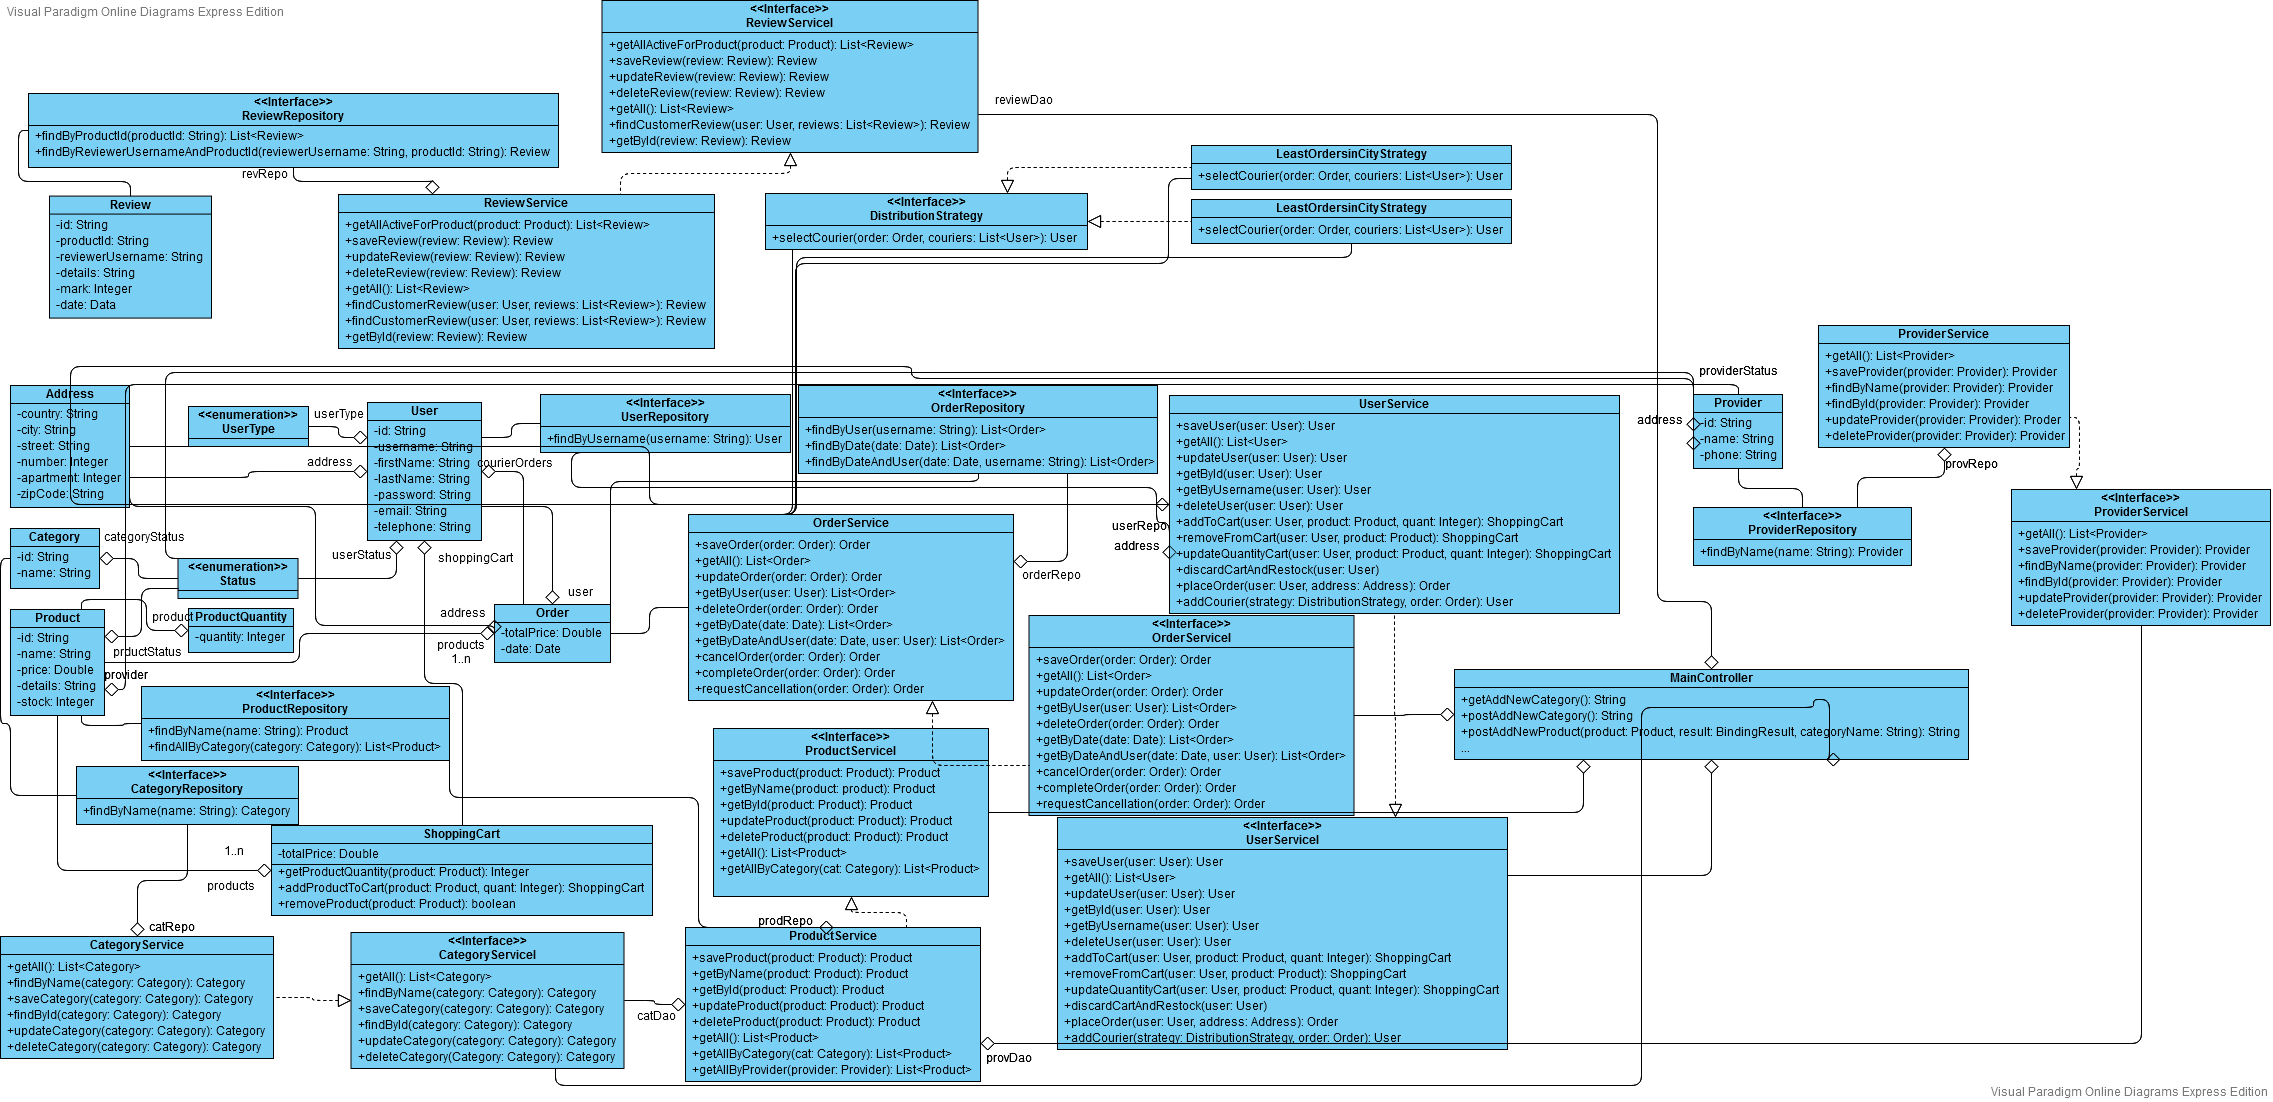 Visual Paradigm Online Diagrams Express Edition
<<Interface>>
ReviewServiceI
+getAllActiveForProduct(product: Product): List<Review>
+saveReview(review: Review): Review
+updateReview(review: Review): Review
+deleteReview(review: Review): Review
+getAll(): List<Review>
+findCustomerReview(user: User, reviews: List<Review>): Review
+getById(review: Review): Review
reviewDao
<<Interface>>
ReviewRepository
+findByProductId(productId: String): List<Review>
+findByReviewerUsernameAndProductId(reviewerUsername: String, productId: String): Review
revRepo
Review
-id: String
-productId: String
-reviewerUsername: String
-details: String
-mark: Integer
-date: Data
ReviewService
+getAllActiveForProduct(product: Product): List<Review>
+saveReview(review: Review): Review
+updateReview(review: Review): Review
+deleteReview(review: Review): Review
+getAll(): List<Review>
+findCustomerReview(user: User, reviews: List<Review>): Review
+findCustomerReview(user: User, reviews: List<Review>): Review
+getById(review: Review): Review
<<Interface>>
DistributionStrategy
+selectCourier(order: Order, couriers: List<User>): User
LeastOrdersinCityStrategy
+selectCourier(order: Order, couriers: List<User>): User
LeastOrdersinCityStrategy
+selectCourier(order: Order, couriers: List<User>): User
ProviderService
+getAll(): List<Provider>
+saveProvider(provider: Provider): Provider
+findByName(provider: Provider): Provider
+findById(provider: Provider): Provider
+updateProvider(provider: Provider): Proder
+deleteProvider(provider: Provider): Provider
provRepo
providerStatus
address
Provider
-id: String
-name: String
-phone: String
<<Interface>>
ProviderRepository
+findByName(name: String): Provider
<<Interface>>
ProviderServiceI
+getAll(): List<Provider>
+saveProvider(provider: Provider): Provider
+findByName(provider: Provider): Provider
+findById(provider: Provider): Provider
+updateProvider(provider: Provider): Provider
+deleteProvider(provider: Provider): Provider
Address
-country: String
-city: String
-street: String
-number: Integer
-apartment: Integer
-zipCode: String
<<enumeration>>
UserType
userType
address
User
-id: String
-username: String
-firstName: String
-lastName: String
-password: String
-email: String
-telephone: String
courierOrders
<<Interface>>
UserRepository
+findByUsername(username: String): User
<<Interface>>
OrderRepository
+findByUser(username: String): List<Order>
+findByDate(date: Date): List<Order>
+findByDateAndUser(date: Date, username: String): List<Order>
UserService
+saveUser(user: User): User
+getAll(): List<User>
+updateUser(user: User): User
+getById(user: User): User
+getByUsername(user: User): User
+deleteUser(user: User): User
+addToCart(user: User, product: Product, quant: Integer): ShoppingCart
+removeFromCart(user: User, product: Product): ShoppingCart
+updateQuantityCart(user: User, product: Product, quant: Integer): ShoppingCart
+discardCartAndRestock(user: User)
+placeOrder(user: User, address: Address): Order
+addCourier(strategy: DistributionStrategy, order: Order): User
userRepo
address
orderRepo
Category
-id: String
-name: String
categoryStatus
userStatus
shoppingCart
<<enumeration>>
Status
Product
-id: String
-name: String
-price: Double
-details: String
-stock: Integer
product
prductStatus
provider
ProductQuantity
-quantity: Integer
address
products
1..n
user
Order
-totalPrice: Double
-date: Date
OrderService
+saveOrder(order: Order): Order
+getAll(): List<Order>
+updateOrder(order: Order): Order
+getByUser(user: User): List<Order>
+deleteOrder(order: Order): Order
+getByDate(date: Date): List<Order>
+getByDateAndUser(date: Date, user: User): List<Order>
+cancelOrder(order: Order): Order
+completeOrder(order: Order): Order
+requestCancellation(order: Order): Order
<<Interface>>
OrderServiceI
+saveOrder(order: Order): Order
+getAll(): List<Order>
+updateOrder(order: Order): Order
+getByUser(user: User): List<Order>
+deleteOrder(order: Order): Order
+getByDate(date: Date): List<Order>
+getByDateAndUser(date: Date, user: User): List<Order>
+cancelOrder(order: Order): Order
+completeOrder(order: Order): Order
+requestCancellation(order: Order): Order
MainController
+getAddNewCategory(): String
+postAddNewCategory(): String
+postAddNewProduct(product: Product, result: BindingResult, categoryName: String): String
...
<<Interface>>
ProductRepository
+findByName(name: String): Product
+findAllByCategory(category: Category): List<Product>
<<Interface>>
CategoryRepository
+findByName(name: String): Category
<<Interface>>
ProductServiceI
+saveProduct(product: Product): Product
+getByName(product: product): Product
+getById(product: Product): Product
+updateProduct(product: Product): Product
+deleteProduct(product: Product): Product
+getAll(): List<Product>
+getAllByCategory(cat: Category): List<Product>
1..n
products
ShoppingCart
-totalPrice: Double
+getProductQuantity(product: Product): Integer
+addProductToCart(product: Product, quant: Integer): ShoppingCart
+removeProduct(product: Product): boolean
<<Interface>>
UserServiceI
+saveUser(user: User): User
+getAll(): List<User>
+updateUser(user: User): User
+getById(user: User): User
+getByUsername(user: User): User
+deleteUser(user: User): User
+addToCart(user: User, product: Product, quant: Integer): ShoppingCart
+removeFromCart(user: User, product: Product): ShoppingCart
+updateQuantityCart(user: User, product: Product, quant: Integer): ShoppingCart
+discardCartAndRestock(user: User)
+placeOrder(user: User, address: Address): Order
+addCourier(strategy: DistributionStrategy, order: Order): User
catRepo
CategoryService
+getAll(): List<Category>
+findByName(category: Category): Category
+saveCategory(category: Category): Category
+findById(category: Category): Category
+updateCategory(category: Category): Category
+deleteCategory(category: Category): Category
<<Interface>>
CategoryServiceI
+getAll(): List<Category>
+findByName(category: Category): Category
+saveCategory(category: Category): Category
+findById(category: Category): Category
+updateCategory(category: Category): Category
+deleteCategory(Category: Category): Category
catDao
prodRepo
ProductService
+saveProduct(product: Product): Product
+getByName(product: Product): Product
+getById(product: Product): Product
+updateProduct(product: Product): Product
+deleteProduct(product: Product): Product
+getAll(): List<Product>
+getAllByCategory(cat: Category): List<Product>
+getAllByProvider(provider: Provider): List<Product>
provDao
Visual Paradigm Online Diagrams Express Edition